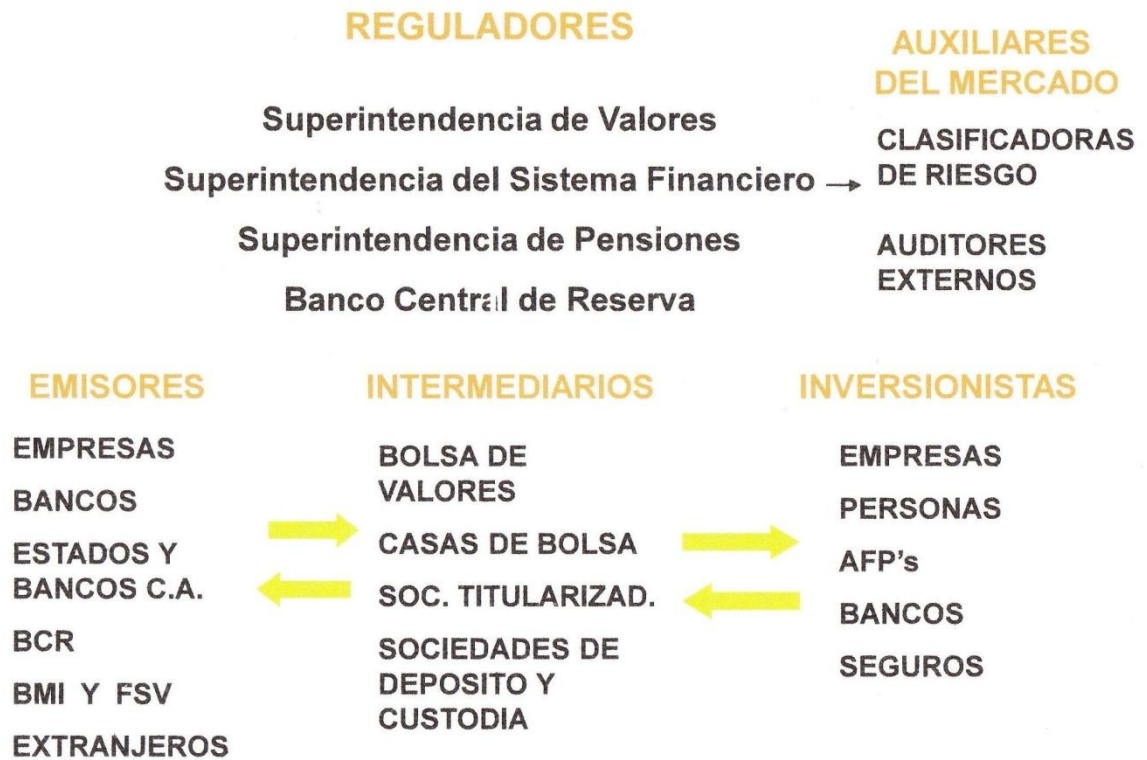 REGULADORES
Superintendencia de Valores
Superintendencia del Sistema Financiero →
Superintendencia de Pensiones
Banco Central de Reserva
AUXILIARES
DEL MERCADO
CLASIFICADORAS
DE RIESGO
AUDITORES
EXTERNOS
EMISORES
EMPRESAS
BANCOS
ESTADOS Y
BANCOS C.A.
BCR
BMI Y FSV
EXTRANJEROS
INTERMEDIARIOS
BOLSA DE
VALORES
CASAS DE BOLSA
SOC. TITULARIZAD.
SOCIEDADES DE
DEPOSITO Y
CUSTODIA
INVERSIONISTAS
EMPRESAS
PERSONAS
AFP's
BANCOS
SEGUROS